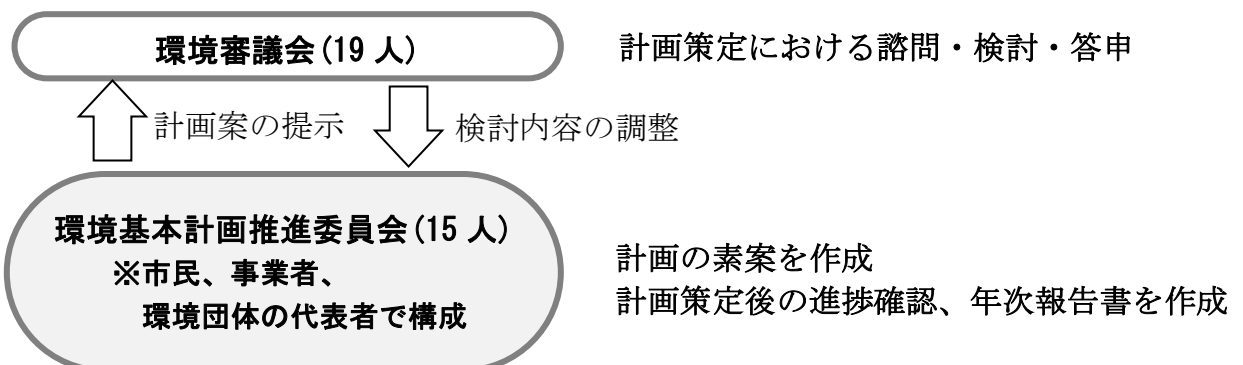 環境審議会(19 人)
計画策定における諮問・検討・答申
計画案の提示
検討内容の調整
環境基本計画推進委員会(15 人)
※市民、事業者、
環境団体の代表者で構成
計画の素案を作成
計画策定後の進捗確認、年次報告書を作成